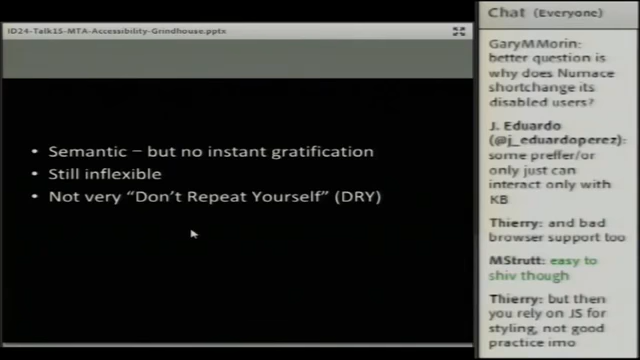 ID24-Talk15-MTA-Accessibility-Grindhouse.pptx
• Semantic – but no instant gratification
• Still inflexible
• Not very “Don’t Repeat Yourself” (DRY)
Chat (Everyone)
GaryMMorin:
better question is
why does Numace
shortchange its
disabled users?
J. Eduardo
(@j_eduardoperez):
some preffer/or
only just can
interact only with
KB
Thierry: and bad
browser support too
MStrutt: easy to
shiv though
Thierry: but then
you rely on JS for
styling, not good
practice imo